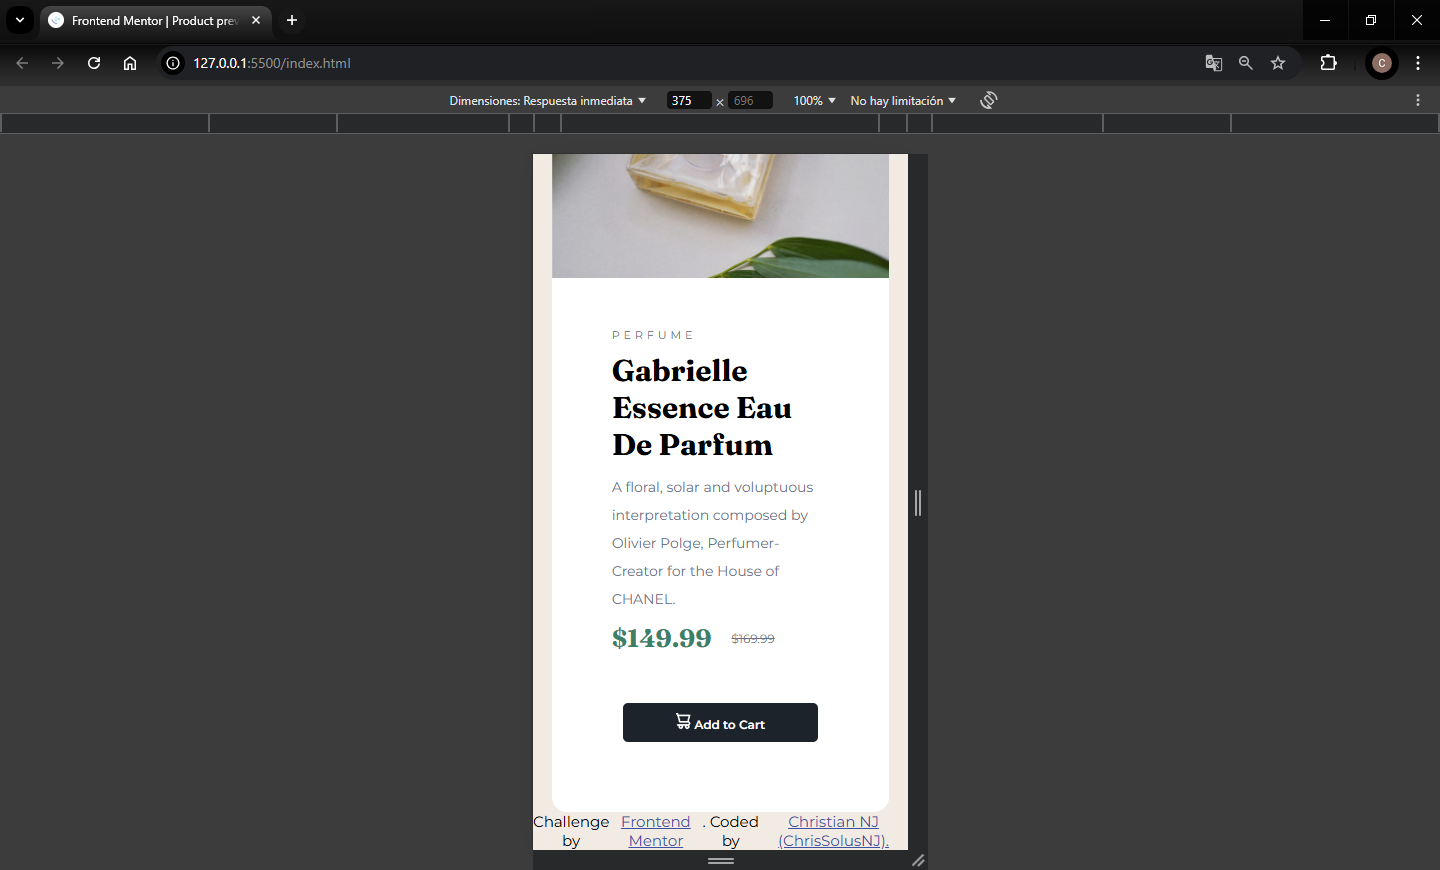 Frontend Mentor | Product prev
127.0.0.1:5500/index.html
C
Dimensiones: Respuesta inmediata
375
×
696
100%
No hay limitación
PERFUME
Gabrielle
Essence Eau
De Parfum
A floral, solar and voluptuous
interpretation composed by
Olivier Polge, Perfumer-
Creator for the House of
CHANEL.
$149.99 $169.99
Add to Cart
Challenge Frontend . Coded Christian NJ
by Mentor by (ChrisSolusNJ).